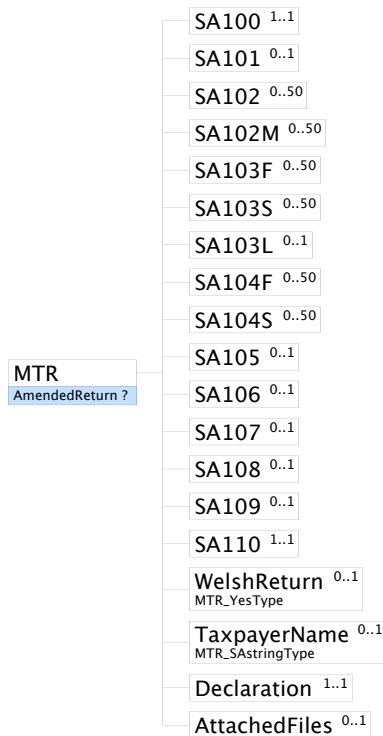 SA100 1..1
SA101 0..1
SA102 0..50
SA102M 0..50
SA103F 0..50
SA103S 0..50
SA103L 0..1
SA104F 0..50
SA104S 0..50
MTR
AmendedReturn ?
SA105 0..1
SA106 0..1
SA107 0..1
SA108 0..1
SA109 0..1
SA110 1..1
WelshReturn 0..1
MTR_YesType
TaxpayerName 0..1
MTR_SAstringType
Declaration 1..1
AttachedFiles 0..1